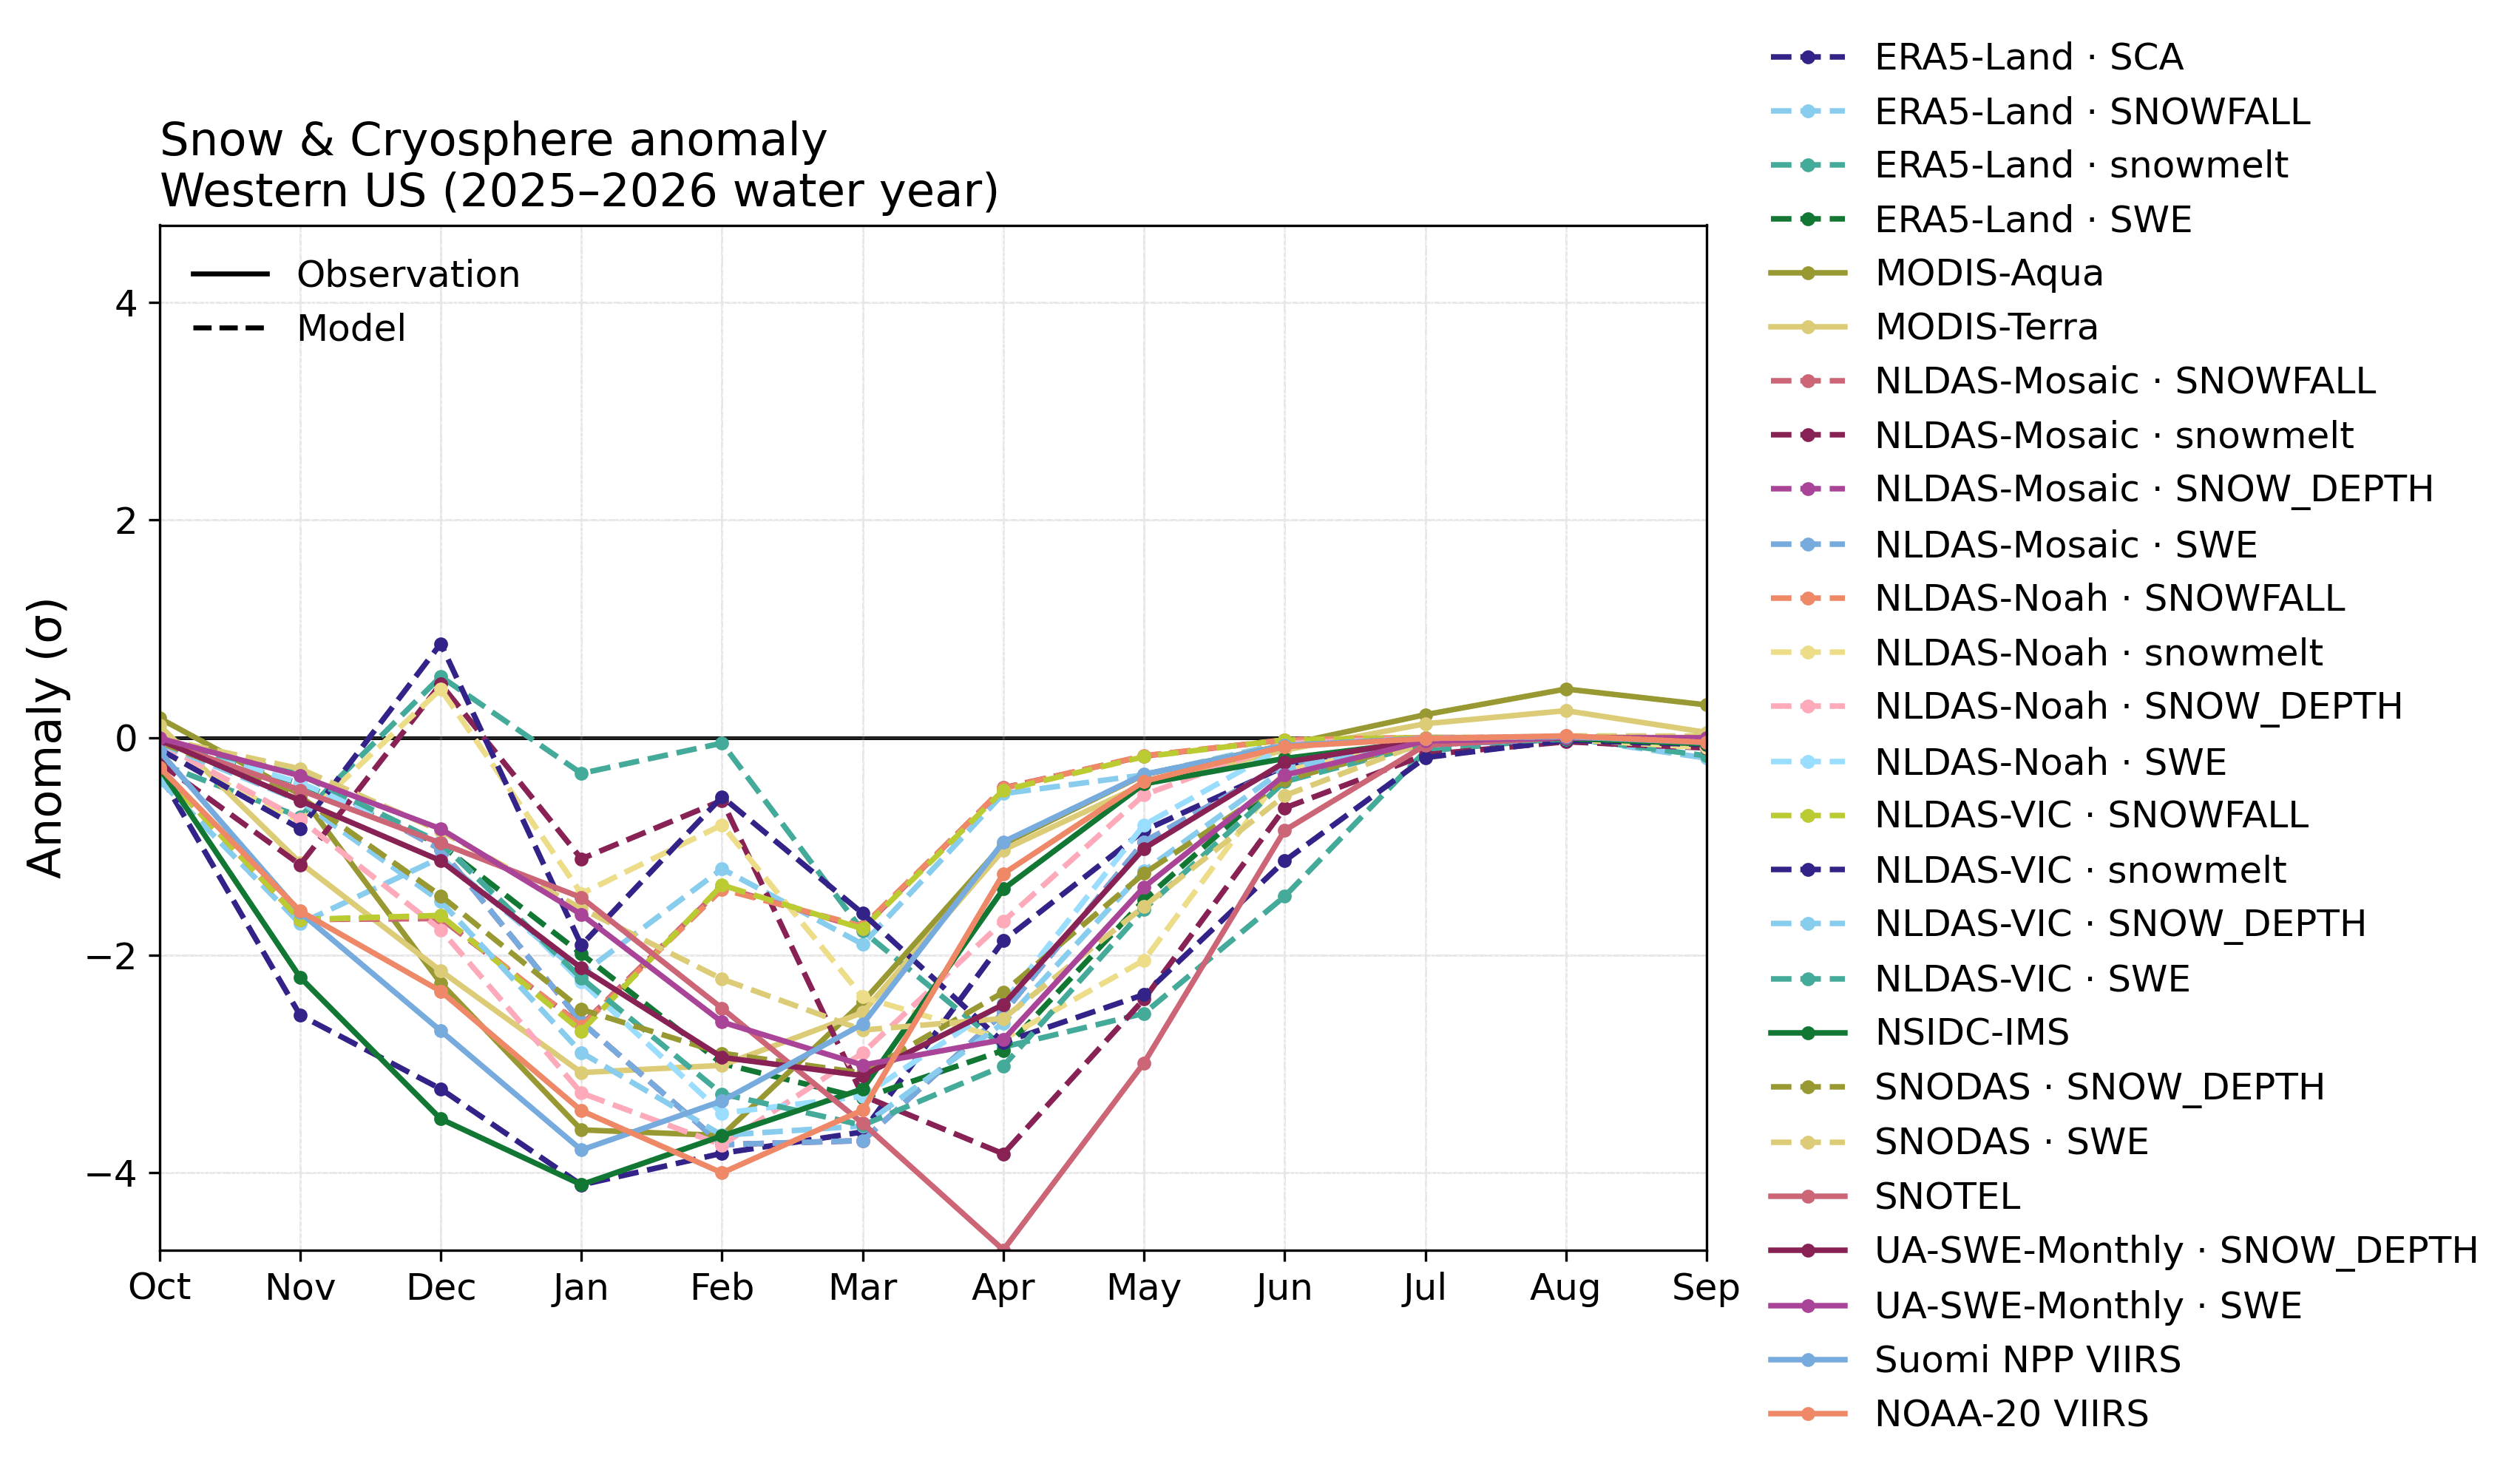 Snow & Cryosphere anomaly
Western US (2025–2026 water year)
Observation
Model
Anomaly (σ)
4
2
0
−2
−4
Oct
Nov
Dec
Jan
Feb
Mar
Apr
May
Jun
Jul
Aug
Sep
ERA5-Land · SCA
ERA5-Land · SNOWFALL
ERA5-Land · snowmelt
ERA5-Land · SWE
MODIS-Aqua
MODIS-Terra
NLDAS-Mosaic · SNOWFALL
NLDAS-Mosaic · snowmelt
NLDAS-Mosaic · SNOW_DEPTH
NLDAS-Mosaic · SWE
NLDAS-Noah · SNOWFALL
NLDAS-Noah · snowmelt
NLDAS-Noah · SNOW_DEPTH
NLDAS-Noah · SWE
NLDAS-VIC · SNOWFALL
NLDAS-VIC · snowmelt
NLDAS-VIC · SNOW_DEPTH
NLDAS-VIC · SWE
NSIDC-IMS
SNODAS · SNOW_DEPTH
SNODAS · SWE
SNOTEL
UA-SWE-Monthly · SNOW_DEPTH
UA-SWE-Monthly · SWE
Suomi NPP VIIRS
NOAA-20 VIIRS